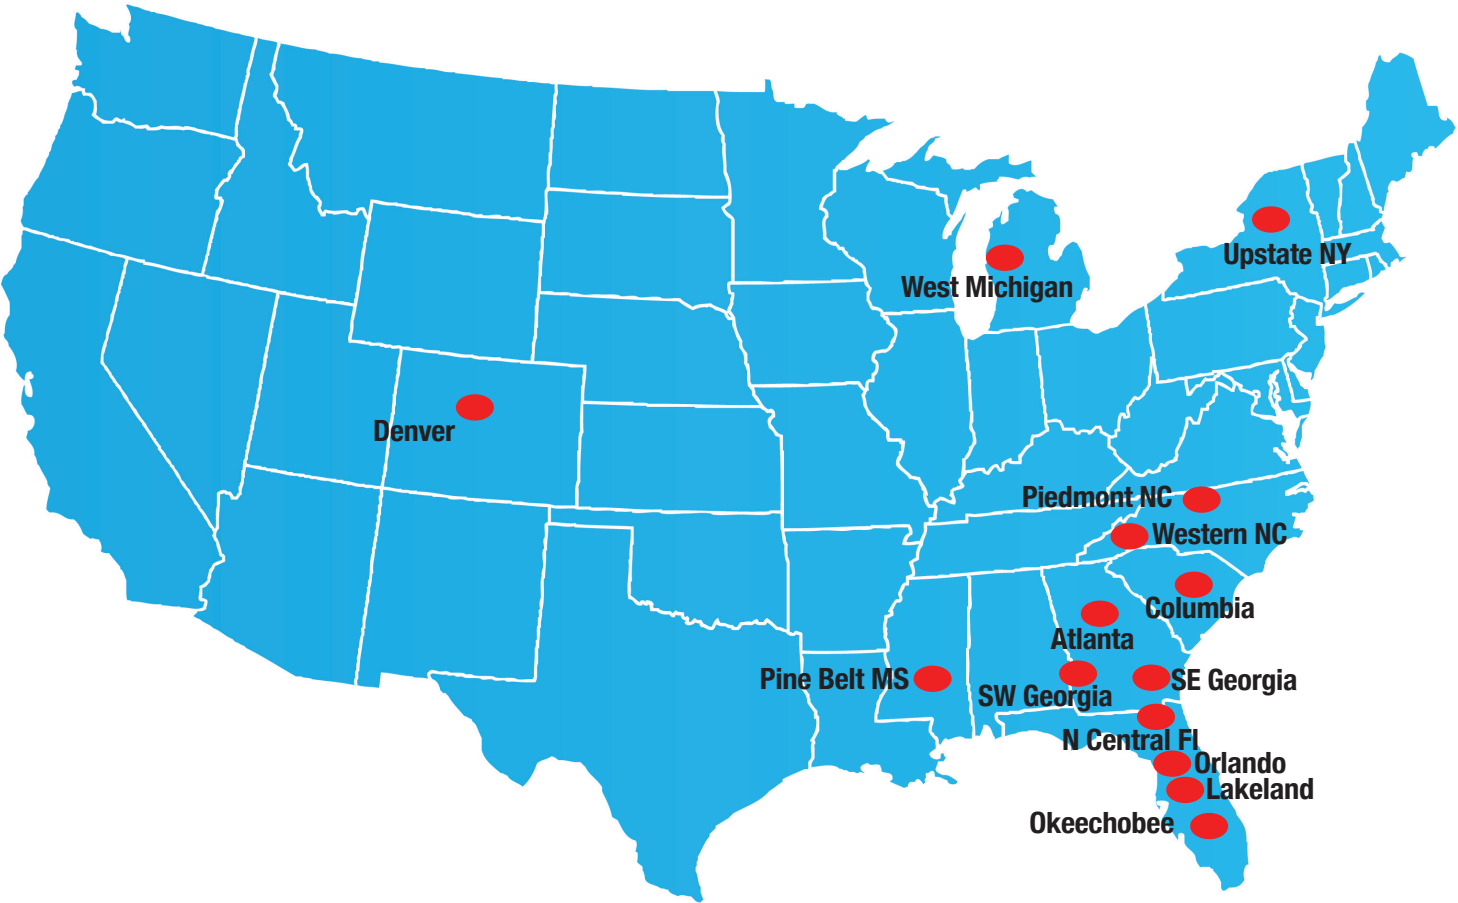 Upstate NY
West Michigan
Denver
Piedmont NC
Western NC
Columbia
Atlanta
Pine Belt MS
SW Georgia
SE Georgia
N Central Fl
Orlando
Lakeland
Okeechobee